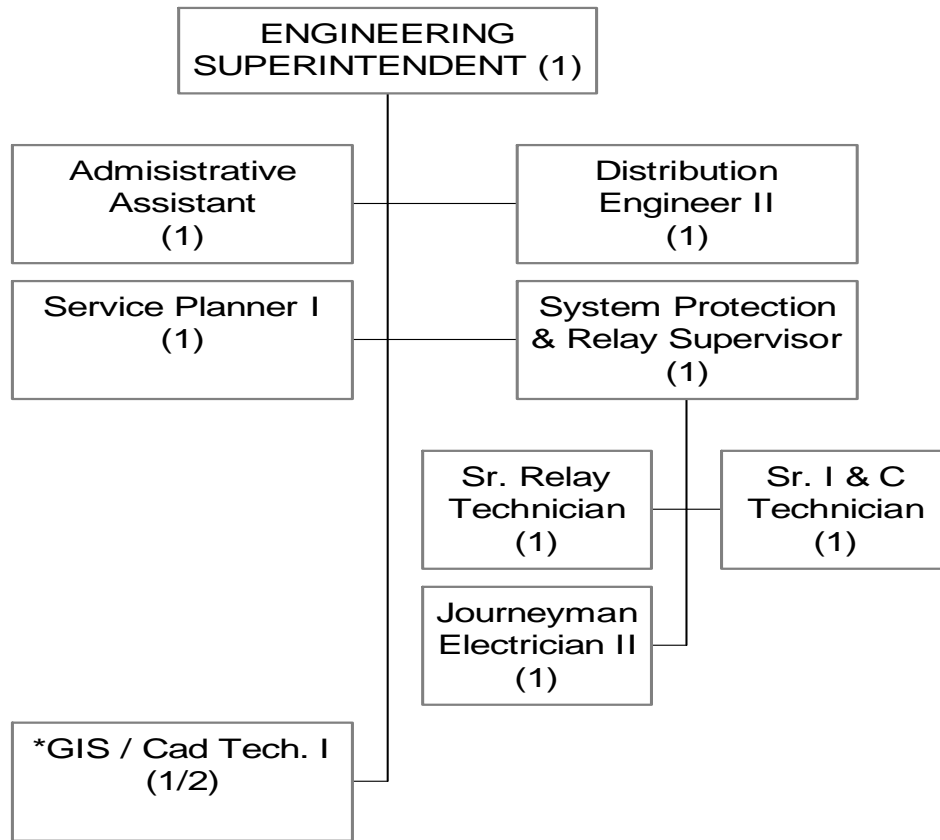 ENGINEERING
SUPERINTENDENT (1)
Admisistrative
Assistant
(1)
Distribution
Engineer II
(1)
Service Planner I
(1)
System Protection
& Relay Supervisor
(1)
Sr. Relay
Technician
(1)
Sr. I & C
Technician
(1)
Journeyman
Electrician II
(1)
*GIS / Cad Tech. I
(1/2)